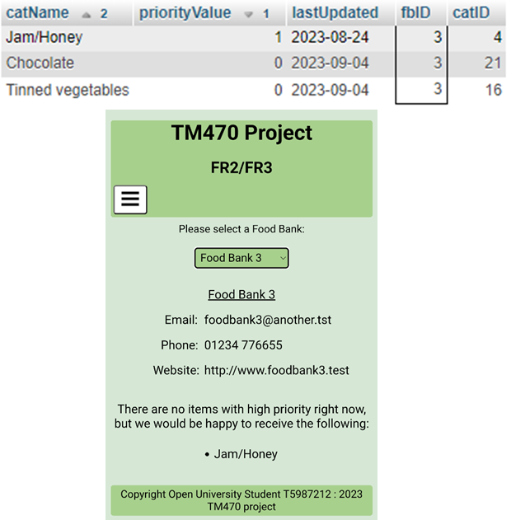 catName 2 priorityValue 1 lastUpdated fbID catID
Jam/Honey 1 2023-08-24 3 4
Chocolate 0 2023-09-04 3 21
Tinned vegetables 0 2023-09-04 3 16
TM470 Project
FR2/FR3
Please select a Food Bank:
Food Bank 3
Food Bank 3
Email: foodbank3@another.tst
Phone: 01234 776655
Website: http://www.foodbank3.test
There are no items with high priority right now,
but we would be happy to receive the following:
• Jam/Honey
Copyright Open University Student T5987212 : 2023
TM470 project